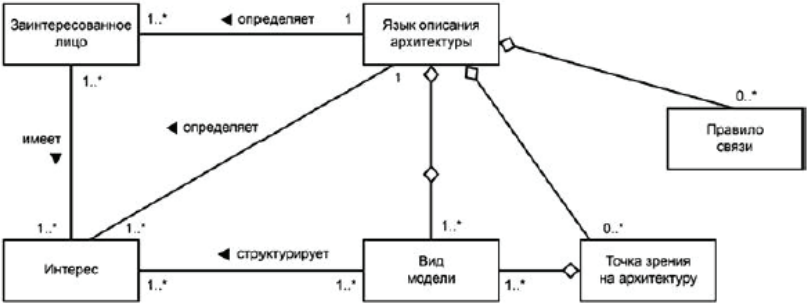 Заинтересованное
лицо
1..*
◄ определяет
1
Язык описания
архитектуры
1..*
1
0..*
Правило
связи
◄ определяет
имеет
▼
1..*
1..*
1..*
0..*
Интерес
◄ структурирует
Вид
модели
Точка зрения
на архитектуру
1..*
1..*
1..*